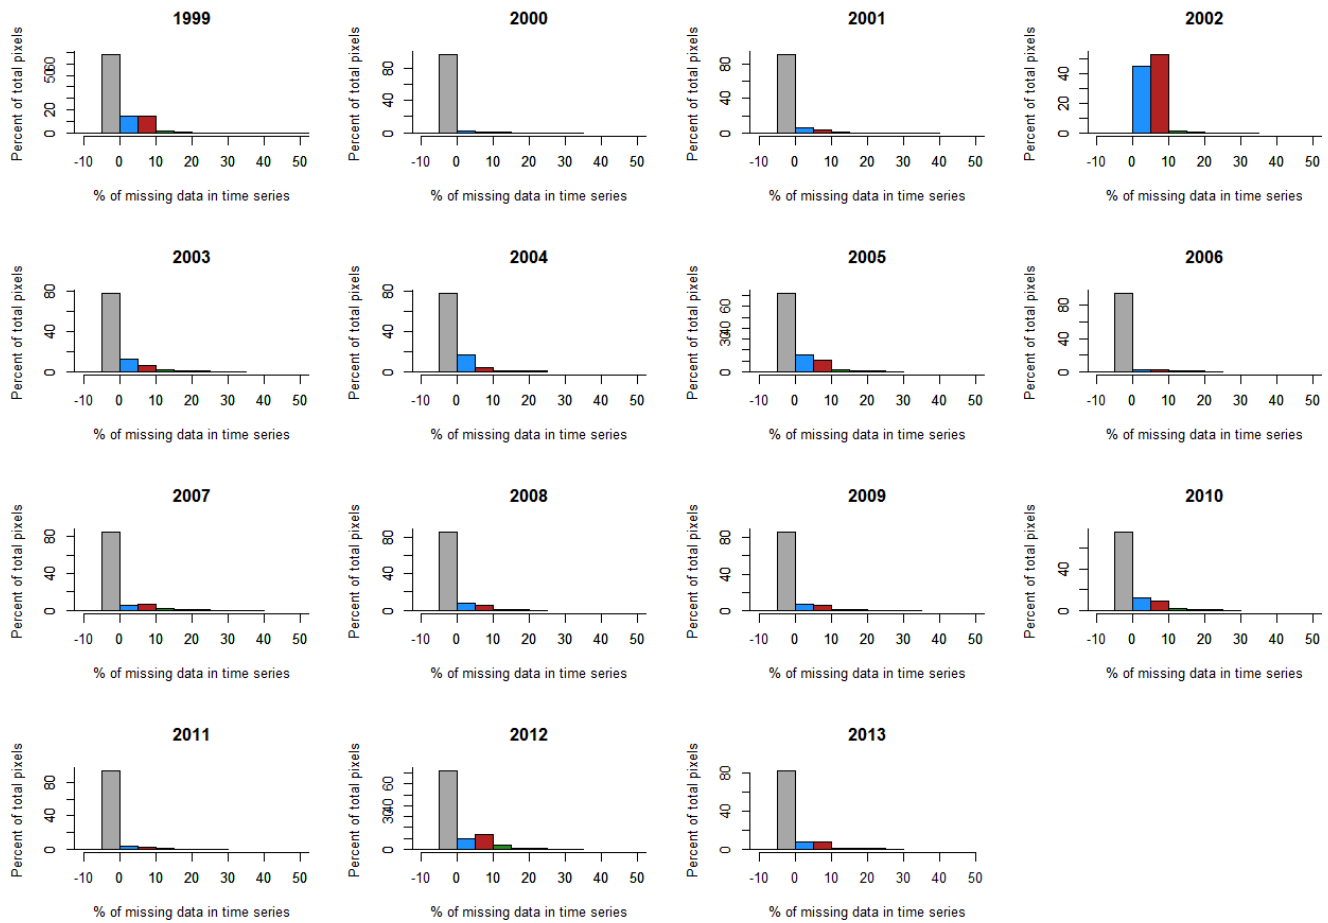 1999 2000 2001 2002
Percent of total pixels Percent of total pixels Percent of total pixels Percent of total pixels
0 20 50 60 0 40 80 0 40 80 0 20 40
-10 0 10 20 30 40 50 -10 0 10 20 30 40 50 -10 0 10 20 30 40 50 -10 0 10 20 30 40 50
% of missing data in time series % of missing data in time series % of missing data in time series % of missing data in time series
2003 2004 2005 2006
Percent of total pixels Percent of total pixels Percent of total pixels Percent of total pixels
0 40 80 0 40 80 0 30 40 60 0 40 80
-10 0 10 20 30 40 50 -10 0 10 20 30 40 50 -10 0 10 20 30 40 50 -10 0 10 20 30 40 50
% of missing data in time series % of missing data in time series % of missing data in time series % of missing data in time series
2007 2008 2009 2010
Percent of total pixels Percent of total pixels Percent of total pixels Percent of total pixels
0 40 80 0 40 80 0 40 80 0 40
-10 0 10 20 30 40 50 -10 0 10 20 30 40 50 -10 0 10 20 30 40 50 -10 0 10 20 30 40 50
% of missing data in time series % of missing data in time series % of missing data in time series % of missing data in time series
2011 2012 2013
Percent of total pixels Percent of total pixels Percent of total pixels
0 40 80 0 30 40 60 0 40 80
-10 0 10 20 30 40 50 -10 0 10 20 30 40 50 -10 0 10 20 30 40 50
% of missing data in time series % of missing data in time series % of missing data in time series